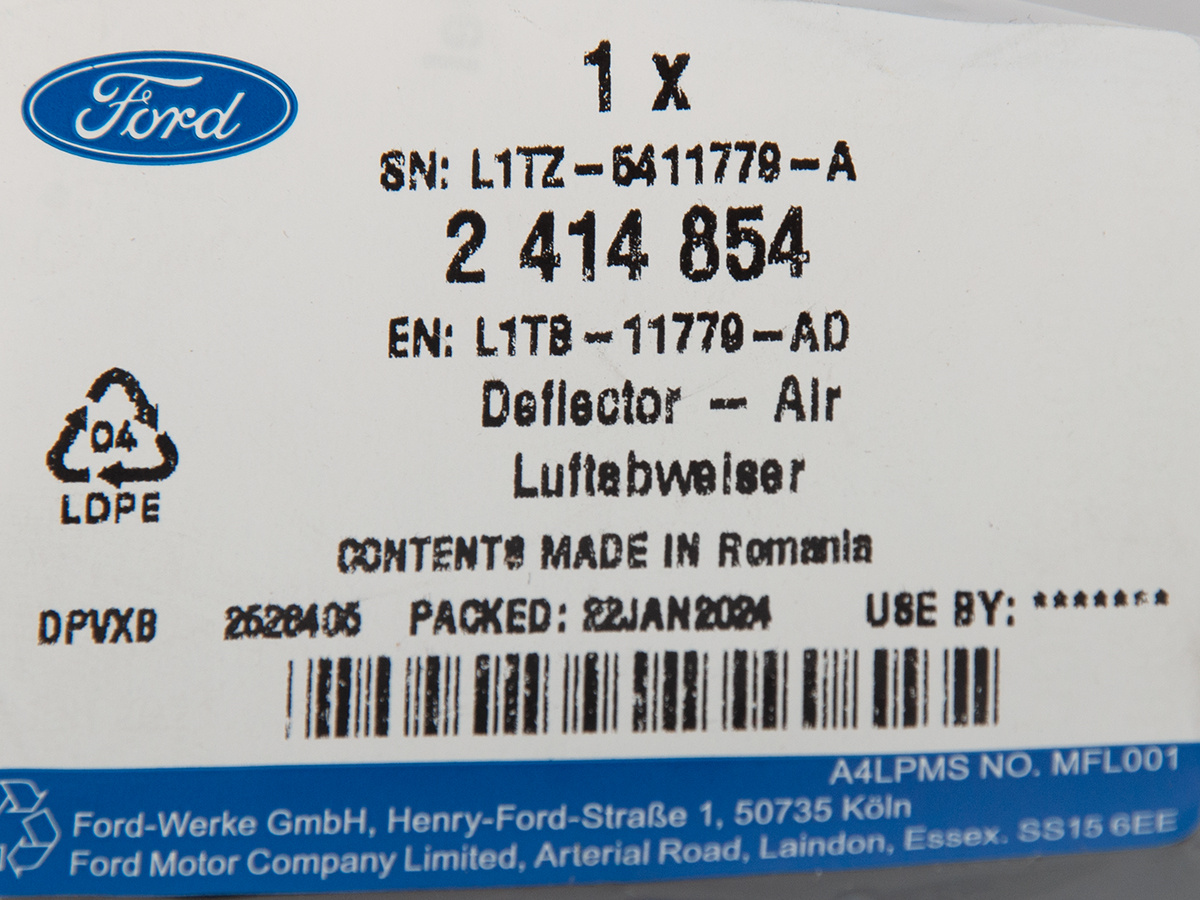 Ford
1 x
SN: L1TZ-5411779-A
2 414 854
EN: L1TB-11779-AD
Deflector - Air
Luftabweiser
04
LDPE
CONTENTS MADE IN Romania
DPVXB 2528405 PACKED: 22JAN2024 USE BY: *******
A4LPMS NO. MFL001
Ford-Werke GmbH, Henry-Ford-Straße 1, 50735 Köln
Ford Motor Company Limited, Arterial Road, Laindon, Essex. SS15 6EE